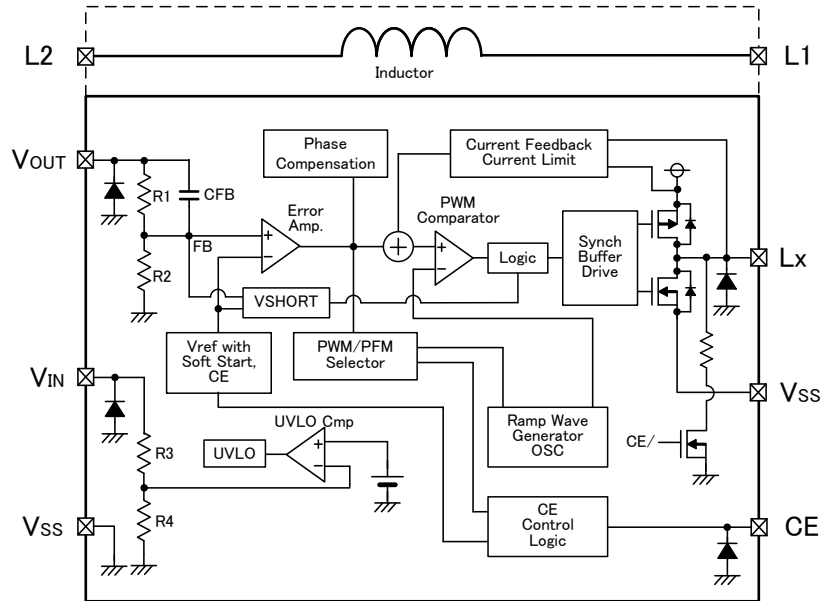 L2
Inductor
L1
VOUT
R1
CFB
R2
FB
Phase
Compensation
Error
Amp.
+
−
Current Feedback
Current Limit
PWM
Comparator
+
+
−
Logic
Synch
Buffer
Drive
Lx
VSHORT
Vref with
Soft Start,
CE
PWM/PFM
Selector
VIN
R3
R4
UVLO
UVLO Cmp
+
−
Ramp Wave
Generator
OSC
CE/
VSS
VSS
CE
Control
Logic
CE